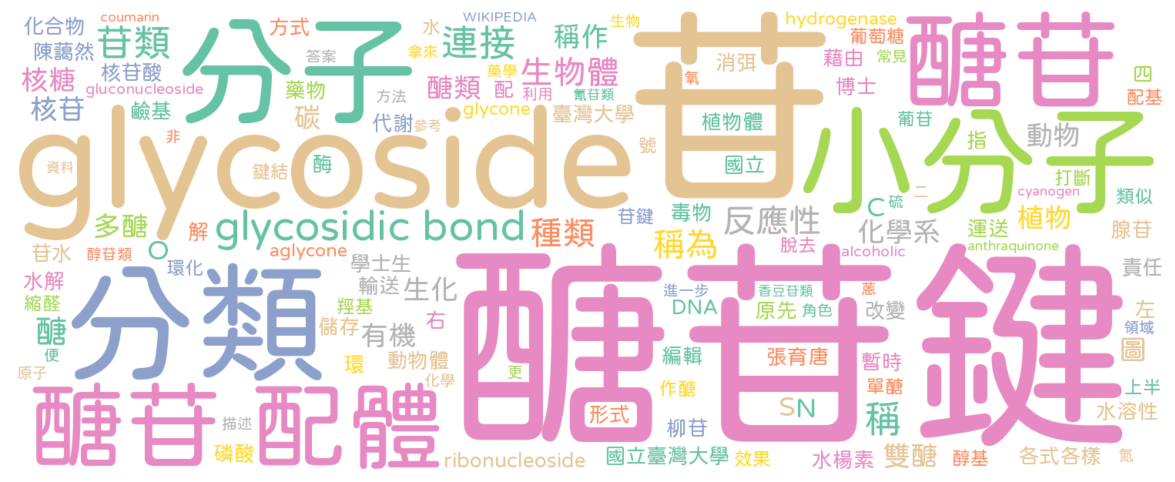 化合物
coumarin
苷類
分子
方式
陳藹然
答案
水
WIKIPEDIA
生物
連接
稱作
拿來
藥學
生物體
苷
消弭
氧
hydrogenase
葡萄糖
藉由
常見
醣苷
四
配基
核糖
核苷酸
gluconucleoside
藥物
方法
醣類
配
利用
氰苷類
博士
核苷
鹼基
碳
代謝
參考
glycone
臺灣大學
植物體
葡苷
小分子
指
動物
非
glycoside
資料
鍵結
酶
號
國立
打斷
cyanogen
類似
二
硫
多醣
解
glycosidic bond
種類
苷鍵
毒物
反應性
C
化學系
運送
植物
腺苷
苷水
醇苷類
O
aglycone
稱為
脫去
alcoholic
anthraquinone
水解
環化
學士生
輸送
生化
醣苷鍵
進一步
香豆苷類
蔥
責任
縮醛
分類
羥基
儲存
右
有機
DNA
原先
角色
改變
左
領域
醣
便
原子
環
動物體
化學
更
編輯
張育唐
暫時
圖
作醣
單醣
上半
醣苷配體
描述
形式
S
N
稱
水溶性
磷酸
柳苷
ribonucleoside
國立臺灣大學
效果
水楊素
雙醣
醇基
各式各樣
氮